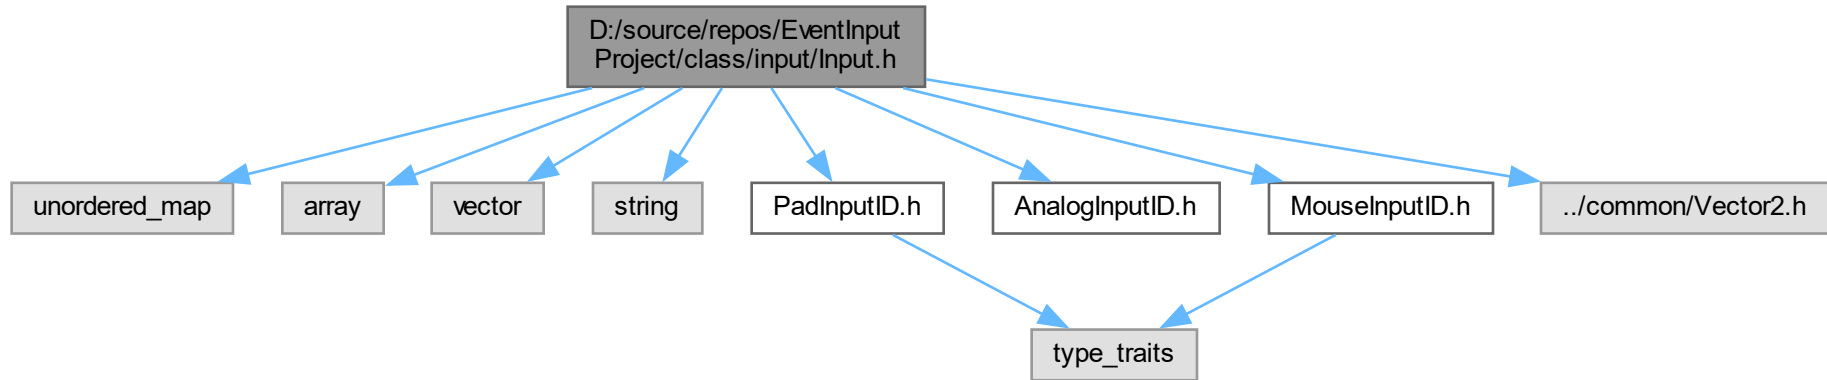 D:/source/repos/EventInput
Project/class/input/Input.h
unordered_map
array
vector
string
PadInputID.h
AnalogInputID.h
MouseInputID.h
../common/Vector2.h
type_traits